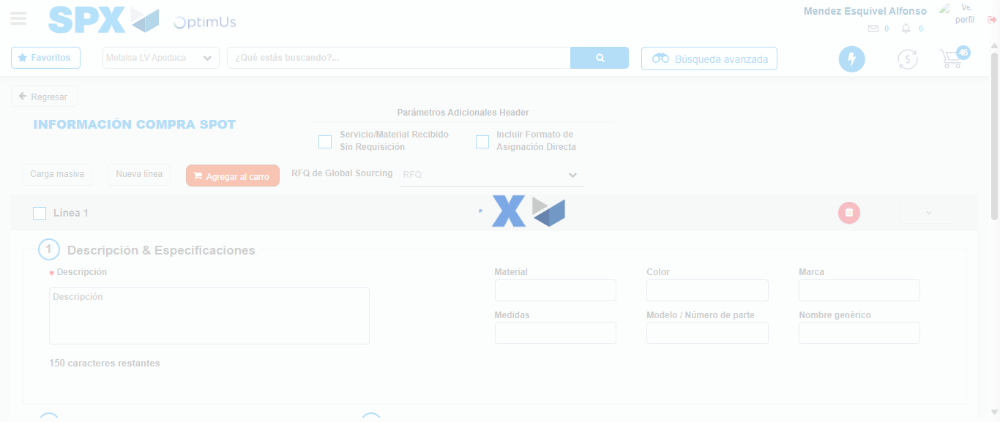 SPX OptimUs
Mendez Esquivel Alfonso
Ve
perfil
0 0
Favoritos
Metalsa LV Apodaca
¿Qué estás buscando?...
Búsqueda avanzada
46
Regresar
INFORMACIÓN COMPRA SPOT
Parámetros Adicionales Header
Servicio/Material Recibido
Sin Requisición
Incluir Formato de
Asignación Directa
Carga masiva
Nueva línea
Agregar al carro
RFQ de Global Sourcing
RFQ
Linea 1
X
1 Descripción & Especificaciones
* Descripción
Descripción
150 caracteres restantes
Material
Color
Marca
Medidas
Modelo / Número de parte
Nombre genérico